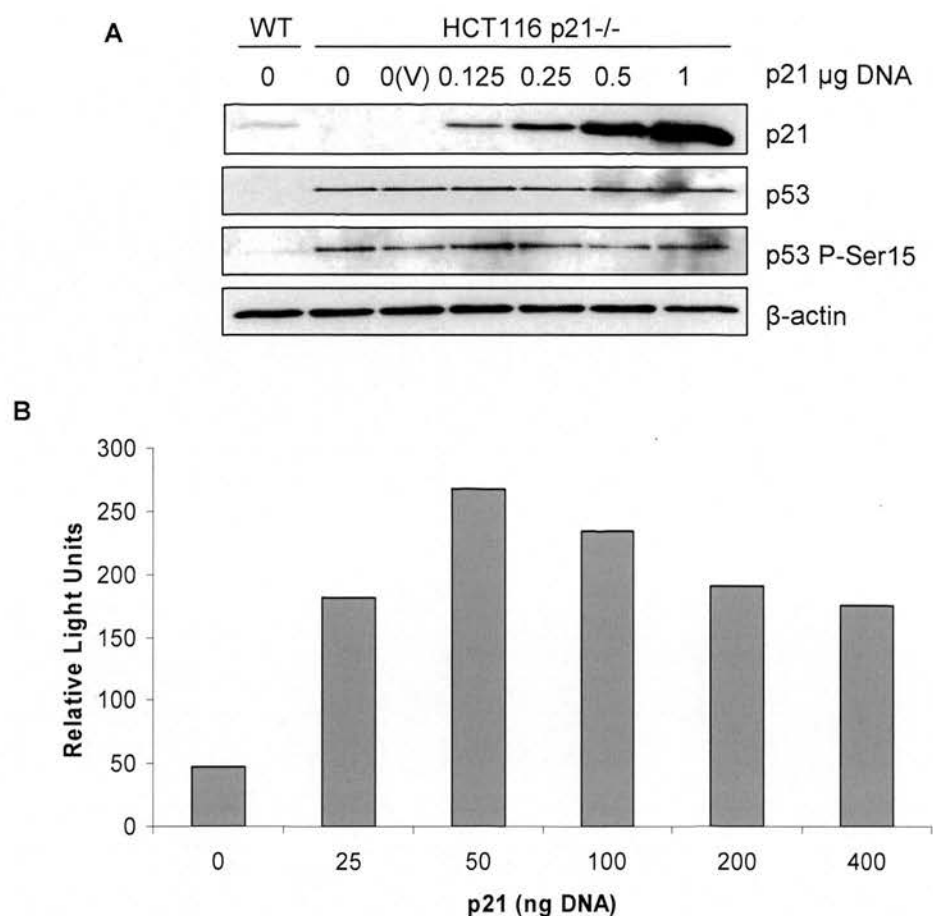 A
WT HCT116 p21-/-
0 0 0(V) 0.125 0.25 0.5 1 p21 µg DNA
p21
p53
p53 P-Ser15
β-actin
B
300
250
200
150
100
50
0
Relative Light Units
0 25 50 100 200 400
p21 (ng DNA)